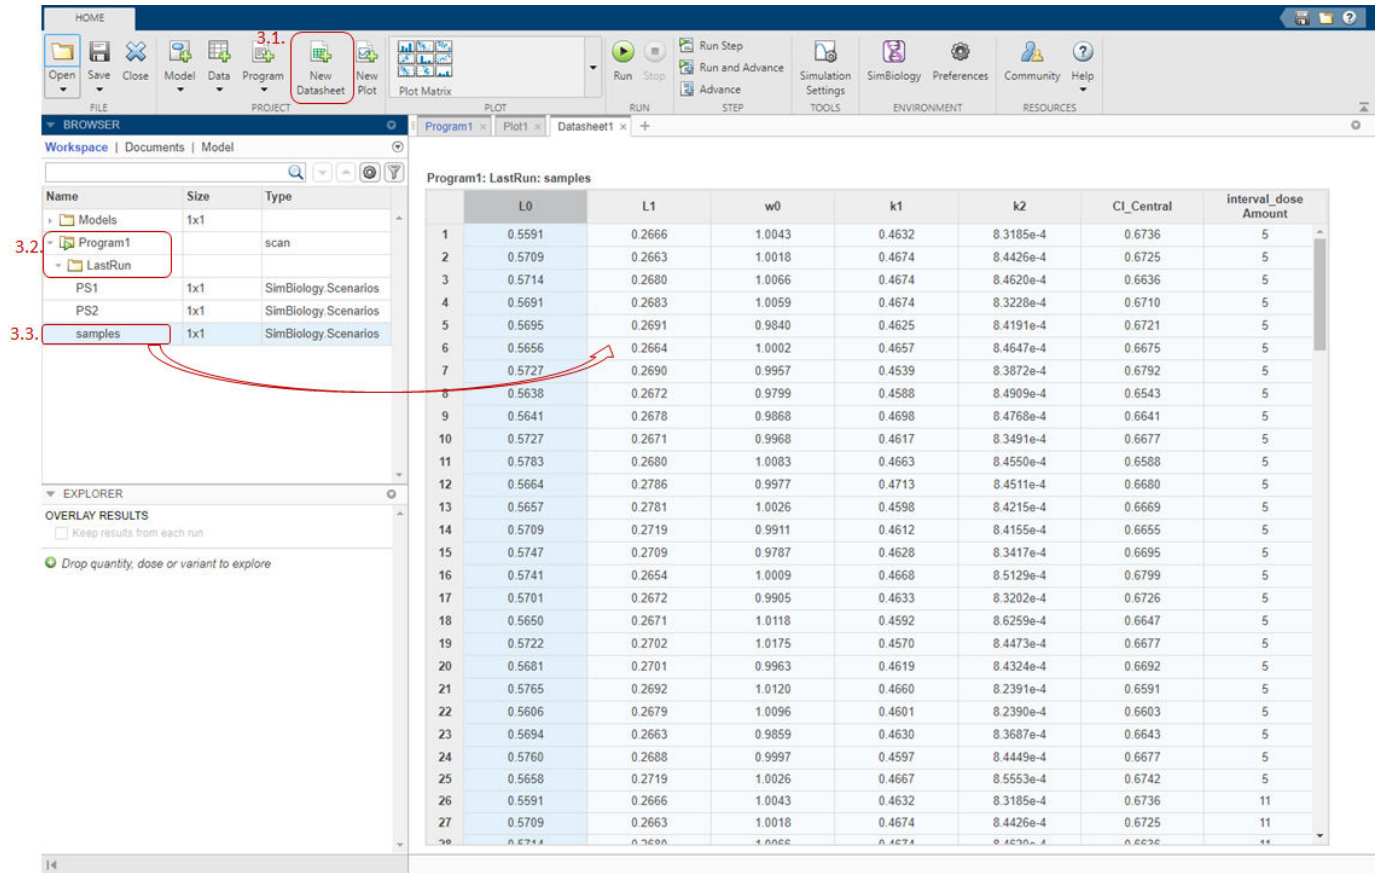 HOME
3.1.
Open Save Close Model Data Program New Datasheet New Plot Plot Matrix Run Stop Run Step Simulation Settings SimBiology Preferences Community Help
Run and Advance
Advance
FILE PROJECT PLOT RUN STEP TOOLS ENVIRONMENT RESOURCES
BROWSER
Program1 × Plot1 × Datasheet1 × +
Workspace | Documents | Model
Program1: LastRun: samples
Name Size Type
Models 1x1
3.2. Program1 scan
LastRun
PS1 1x1 SimBiology.Scenarios
PS2 1x1 SimBiology.Scenarios
3.3. samples 1x1 SimBiology.Scenarios
EXPLORER
OVERLAY RESULTS
Keep results from each run
Drop quantity, dose or variant to explore
L0 L1 w0 k1 k2 Cl_Central interval_dose Amount
1 0.5591 0.2666 1.0043 0.4632 8.3185e-4 0.6736 5
2 0.5709 0.2663 1.0018 0.4674 8.4426e-4 0.6725 5
3 0.5714 0.2680 1.0066 0.4674 8.4620e-4 0.6636 5
4 0.5691 0.2683 1.0059 0.4674 8.3228e-4 0.6710 5
5 0.5695 0.2691 0.9840 0.4625 8.4191e-4 0.6721 5
6 0.5656 0.2664 1.0002 0.4657 8.4647e-4 0.6675 5
7 0.5727 0.2690 0.9957 0.4539 8.3872e-4 0.6792 5
8 0.5638 0.2672 0.9799 0.4588 8.4909e-4 0.6543 5
9 0.5641 0.2678 0.9868 0.4698 8.4768e-4 0.6641 5
10 0.5727 0.2671 0.9968 0.4617 8.3491e-4 0.6677 5
11 0.5783 0.2680 1.0083 0.4663 8.4550e-4 0.6588 5
12 0.5664 0.2786 0.9977 0.4713 8.4511e-4 0.6680 5
13 0.5657 0.2781 1.0026 0.4598 8.4215e-4 0.6669 5
14 0.5709 0.2719 0.9911 0.4612 8.4155e-4 0.6655 5
15 0.5747 0.2709 0.9787 0.4628 8.3417e-4 0.6695 5
16 0.5741 0.2654 1.0009 0.4668 8.5129e-4 0.6799 5
17 0.5701 0.2672 0.9905 0.4633 8.3202e-4 0.6726 5
18 0.5650 0.2671 1.0118 0.4592 8.6259e-4 0.6647 5
19 0.5722 0.2702 1.0175 0.4570 8.4473e-4 0.6677 5
20 0.5681 0.2701 0.9963 0.4619 8.4324e-4 0.6692 5
21 0.5765 0.2692 1.0120 0.4660 8.2391e-4 0.6591 5
22 0.5606 0.2679 1.0096 0.4601 8.2390e-4 0.6603 5
23 0.5694 0.2663 0.9859 0.4630 8.3687e-4 0.6643 5
24 0.5760 0.2688 0.9997 0.4597 8.4449e-4 0.6677 5
25 0.5658 0.2719 1.0026 0.4667 8.5553e-4 0.6742 5
26 0.5591 0.2666 1.0043 0.4632 8.3185e-4 0.6736 11
27 0.5709 0.2663 1.0018 0.4674 8.4426e-4 0.6725 11